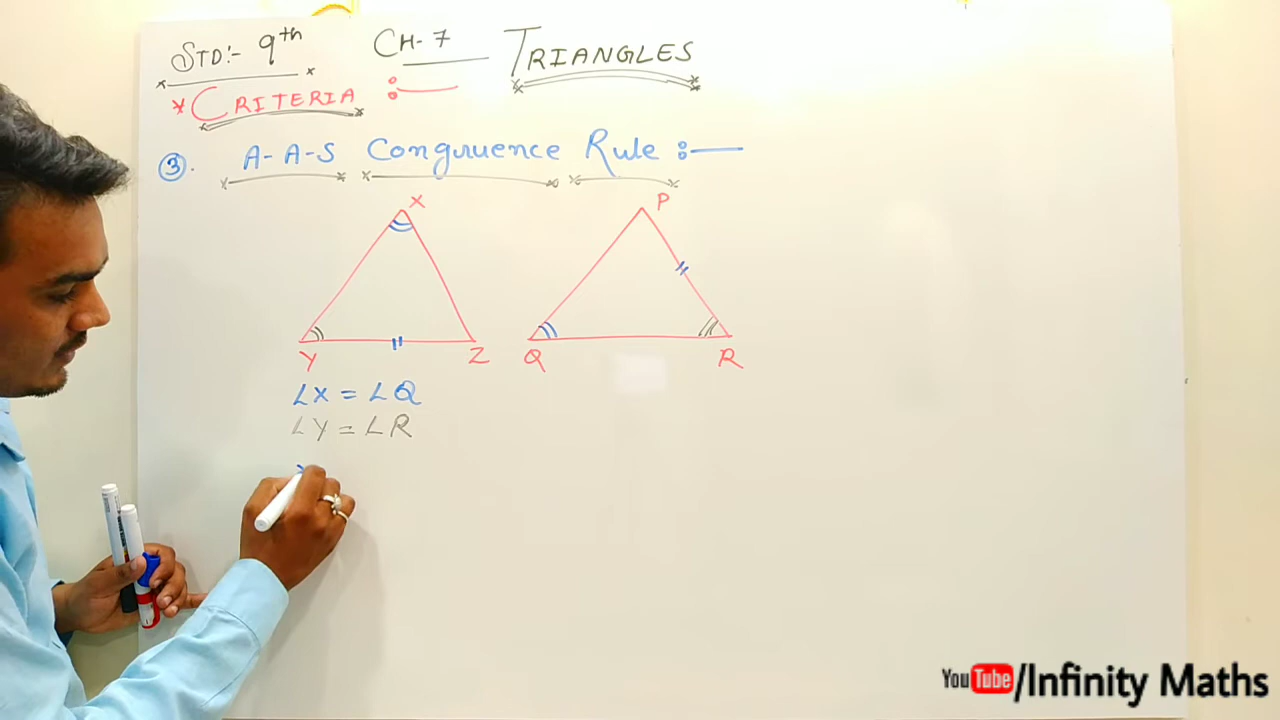 STD:- 9th CH-7 TRIANGLES
* CRITERIA :—
3. A-A-S Congruence Rule :—
X P
Y Z Q R
∠X = ∠Q
∠Y = ∠R
YouTube/Infinity Maths